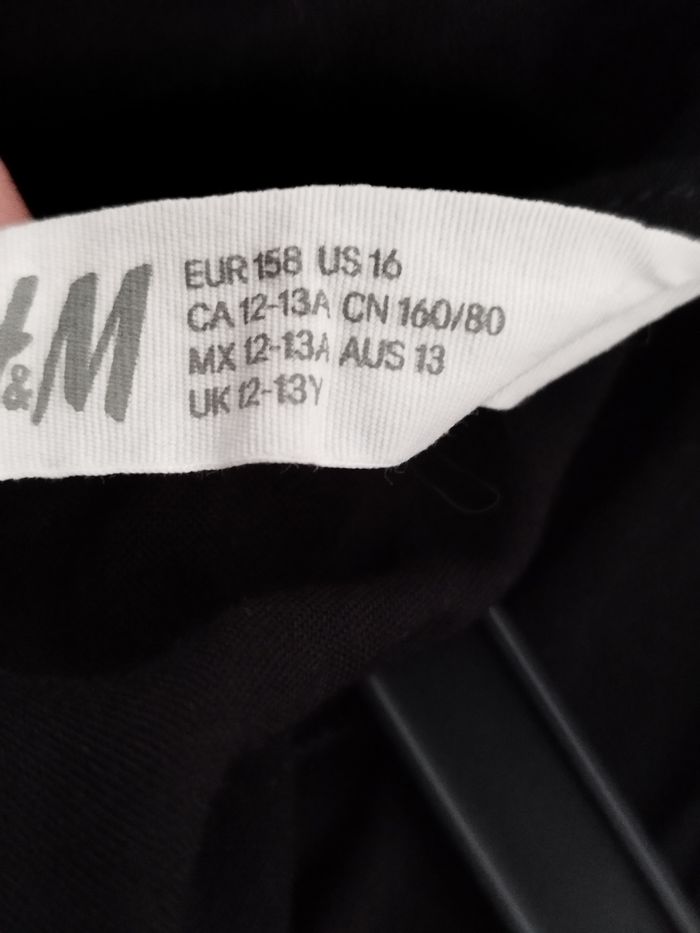 H&M
EUR 158 US 16
CA 12-13A CN 160/80
MX 12-13A AUS 13
UK 12-13Y